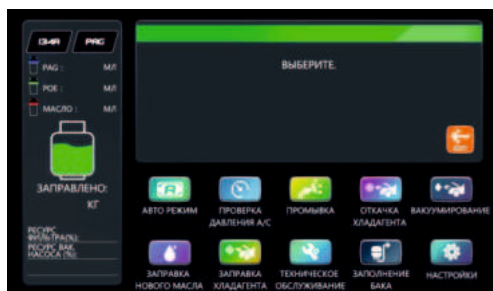 134A PAG
PAG : МЛ
POE : МЛ
МАСЛО : МЛ
ЗАПРАВЛЕНО:
КГ
РЕСУРС
ФИЛЬТРА(%):
РЕСУРС ВАК.
НАСОСА (%):
ВЫБЕРИТЕ.
АВТО РЕЖИМ
ПРОВЕРКА
ДАВЛЕНИЯ A/C
ПРОМЫВКА
ОТКАЧКА
ХЛАДАГЕНТА
ВАКУУМИРОВАНИЕ
ЗАПРАВКА
НОВОГО МАСЛА
ЗАПРАВКА
ХЛАДАГЕНТА
ТЕХНИЧЕСКОЕ
ОБСЛУЖИВАНИЕ
ЗАПОЛНЕНИЕ
БАКА
НАСТРОЙКИ